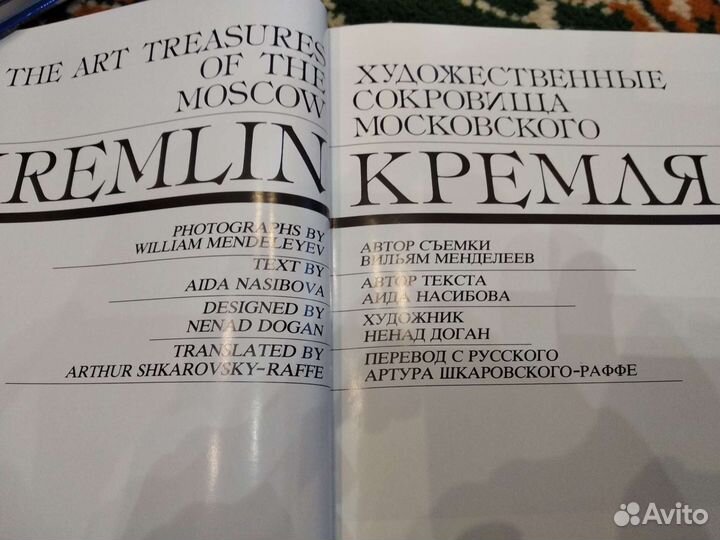 THE ART TREASURES
OF THE
MOSCOW
KREMLIN
PHOTOGRAPHS BY
WILLIAM MENDELEYEV
TEXT BY
AIDA NASIBOVA
DESIGNED BY
NENAD DOGAN
TRANSLATED BY
ARTHUR SHKAROVSKY-RAFFE
ХУДОЖЕСТВЕННЫЕ
СОКРОВИЩА
МОСКОВСКОГО
КРЕМЛЯ
АВТОР СЪЕМКИ
ВИЛЬЯМ МЕНДЕЛЕЕВ
АВТОР ТЕКСТА
АИДА НАСИБОВА
ХУДОЖНИК
НЕНАД ДОГАН
ПЕРЕВОД С РУССКОГО
АРТУРА ШКАРОВСКОГО-РАФФЕ
Avito